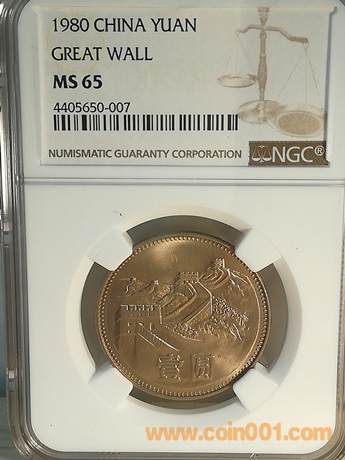 1980 CHINA YUAN
GREAT WALL
MS 65
4405650-007
NUMISMATIC GUARANTY CORPORATION NGC®
壹圆
www.coin001.com